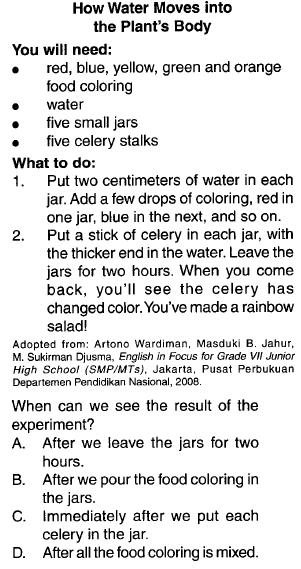 How Water Moves into
the Plant's Body
You will need:
• red, blue, yellow, green and orange
food coloring
• water
• five small jars
• five celery stalks
What to do:
1. Put two centimeters of water in each
jar. Add a few drops of coloring, red in
one jar, blue in the next, and so on.
2. Put a stick of celery in each jar, with
the thicker end in the water. Leave the
jars for two hours. When you come
back, you'll see the celery has
changed color. You've made a rainbow
salad!
Adopted from: Artono Wardiman, Masduki B. Jahur,
M. Sukirman Djusma, English in Focus for Grade VII Junior
High School (SMP/MTs), Jakarta, Pusat Perbukuan
Departemen Pendidikan Nasional, 2008.
When can we see the result of the
experiment?
A. After we leave the jars for two
hours.
B. After we pour the food coloring in
the jars.
C. Immediately after we put each
celery in the jar.
D. After all the food coloring is mixed.